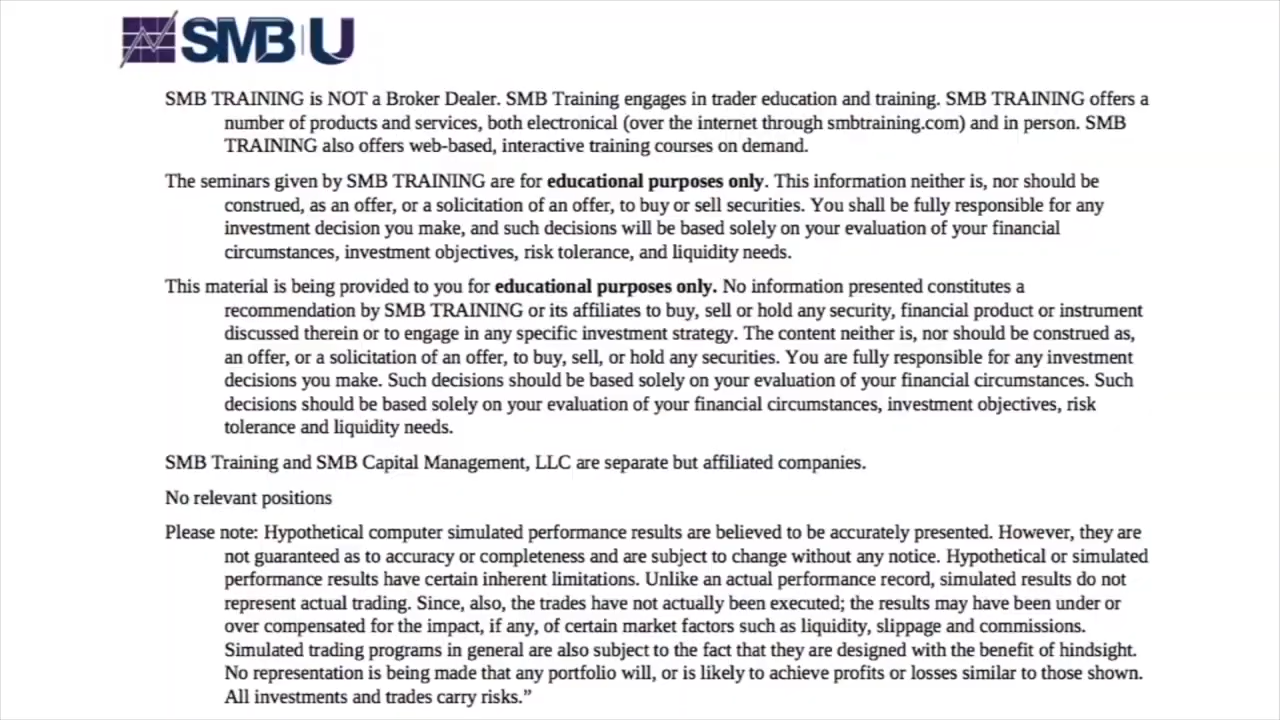 SMB U
SMB TRAINING is NOT a Broker Dealer. SMB Training engages in trader education and training. SMB TRAINING offers a
number of products and services, both electronical (over the internet through smbtraining.com) and in person. SMB
TRAINING also offers web-based, interactive training courses on demand.
The seminars given by SMB TRAINING are for educational purposes only. This information neither is, nor should be
construed, as an offer, or a solicitation of an offer, to buy or sell securities. You shall be fully responsible for any
investment decision you make, and such decisions will be based solely on your evaluation of your financial
circumstances, investment objectives, risk tolerance, and liquidity needs.
This material is being provided to you for educational purposes only. No information presented constitutes a
recommendation by SMB TRAINING or its affiliates to buy, sell or hold any security, financial product or instrument
discussed therein or to engage in any specific investment strategy. The content neither is, nor should be construed as,
an offer, or a solicitation of an offer, to buy, sell, or hold any securities. You are fully responsible for any investment
decisions you make. Such decisions should be based solely on your evaluation of your financial circumstances. Such
decisions should be based solely on your evaluation of your financial circumstances, investment objectives, risk
tolerance and liquidity needs.
SMB Training and SMB Capital Management, LLC are separate but affiliated companies.
No relevant positions
Please note: Hypothetical computer simulated performance results are believed to be accurately presented. However, they are
not guaranteed as to accuracy or completeness and are subject to change without any notice. Hypothetical or simulated
performance results have certain inherent limitations. Unlike an actual performance record, simulated results do not
represent actual trading. Since, also, the trades have not actually been executed; the results may have been under or
over compensated for the impact, if any, of certain market factors such as liquidity, slippage and commissions.
Simulated trading programs in general are also subject to the fact that they are designed with the benefit of hindsight.
No representation is being made that any portfolio will, or is likely to achieve profits or losses similar to those shown.
All investments and trades carry risks.”